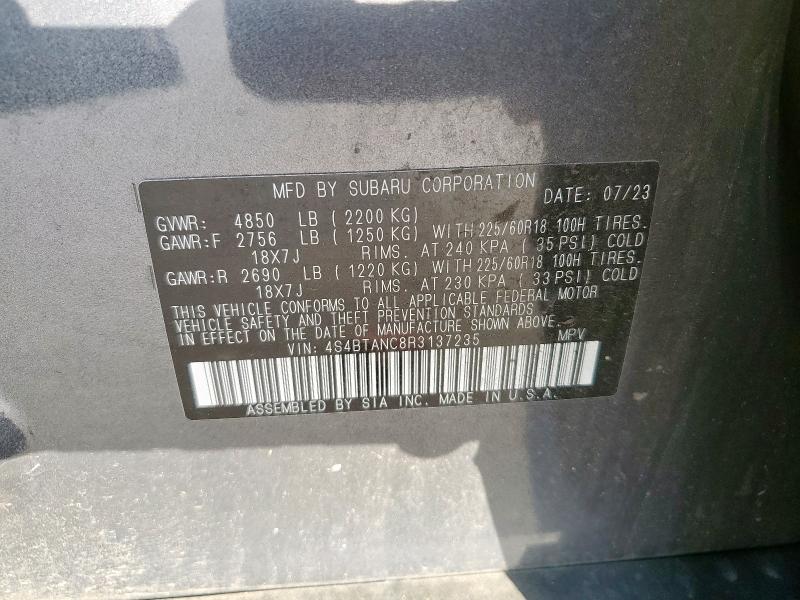 MFD BY SUBARU CORPORATION DATE: 07/23
GVWR: 4850 LB ( 2200 KG)
GAWR:F 2756 LB ( 1250 KG) WITH 225/60R18 100H TIRES.
18X7J RIMS. AT 240 KPA ( 35 PSI) COLD
GAWR:R 2690 LB ( 1220 KG) WITH 225/60R18 100H TIRES.
18X7J RIMS. AT 230 KPA ( 33 PSI) COLD
THIS VEHICLE CONFORMS TO ALL APPLICABLE FEDERAL MOTOR
VEHICLE SAFETY AND THEFT PREVENTION STANDARDS
IN EFFECT ON THE DATE OF MANUFACTURE SHOWN ABOVE.
VIN: 4S4BTANC8R3137235 MPV
ASSEMBLED BY SIA INC. MADE IN U.S.A.